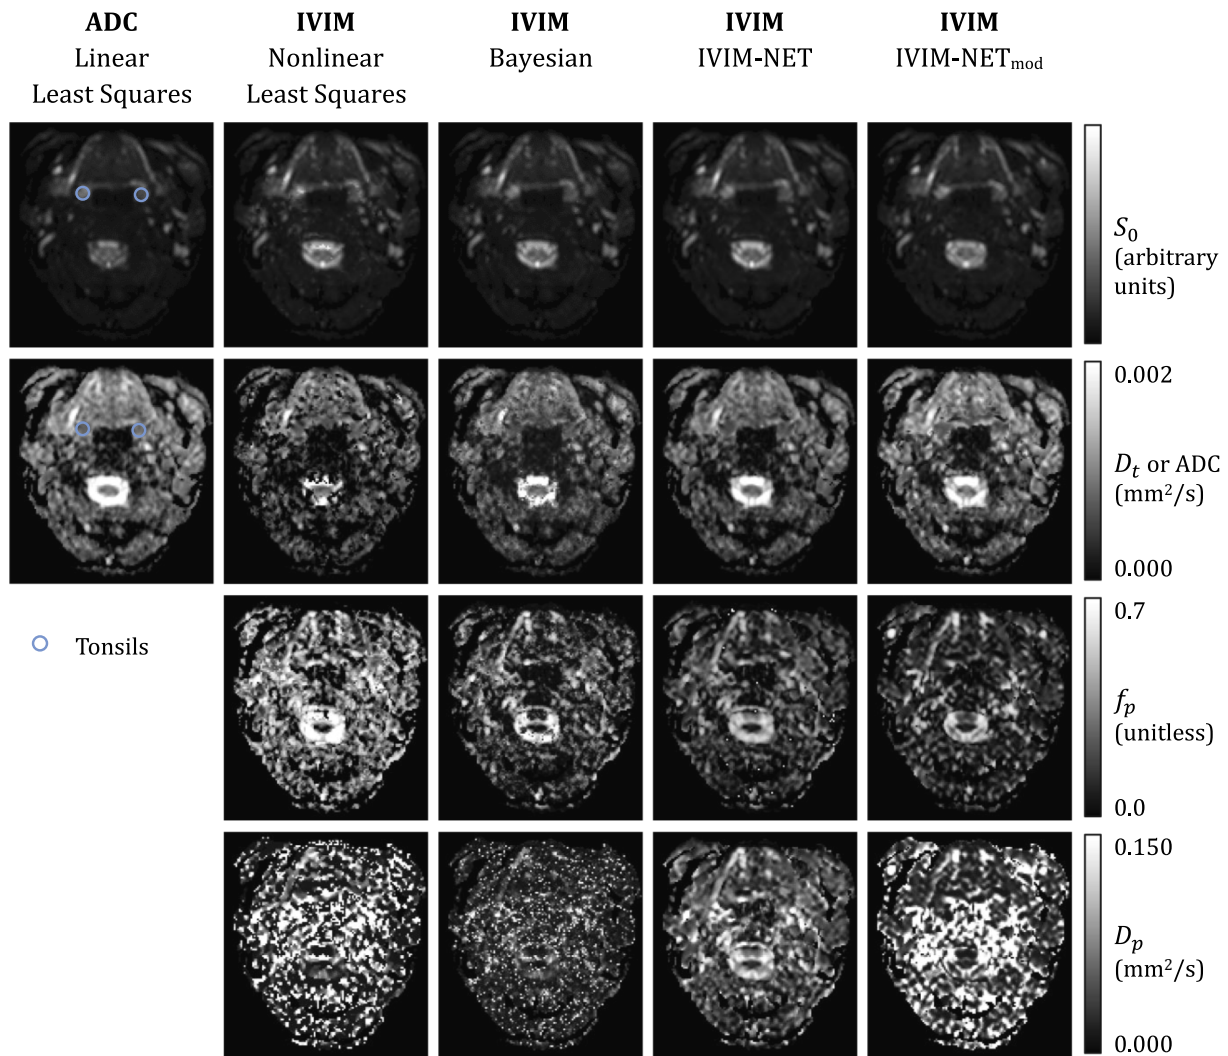 ADC
Linear
Least Squares
IVIM
Nonlinear
Least Squares
IVIM
Bayesian
IVIM
IVIM-NET
IVIM
IVIM-NETmod
S0
(arbitrary
units)
0.002
Dt or ADC
(mm²/s)
0.000
Tonsils
0.7
fp
(unitless)
0.0
0.150
Dp
(mm²/s)
0.000